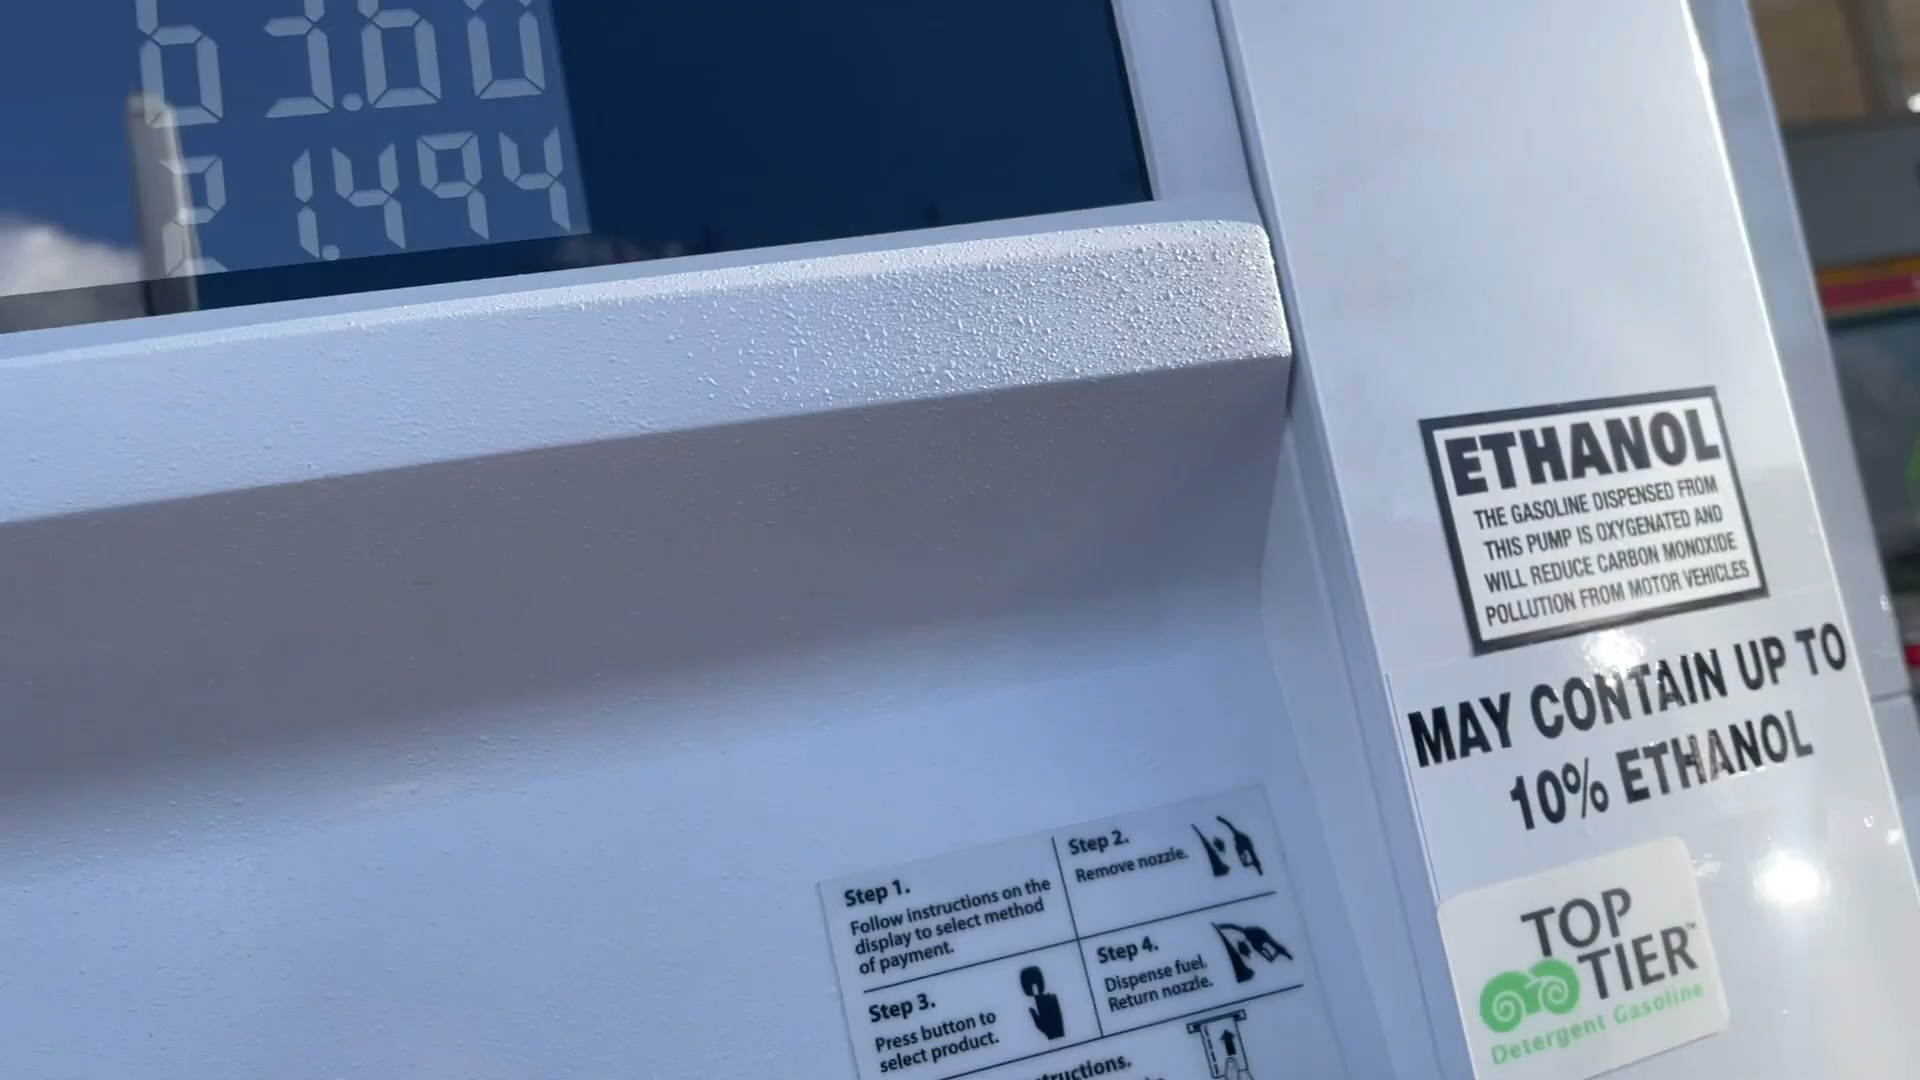 63.60
21.494
ETHANOL
THE GASOLINE DISPENSED FROM
THIS PUMP IS OXYGENATED AND
WILL REDUCE CARBON MONOXIDE
POLLUTION FROM MOTOR VEHICLES
MAY CONTAIN UP TO
10% ETHANOL
Step 1.
Follow instructions on the
display to select method
of payment.
Step 2.
Remove nozzle.
Step 3.
Press button to
select product.
Step 4.
Dispense fuel.
Return nozzle.
TOP
TIER™
Detergent Gasoline